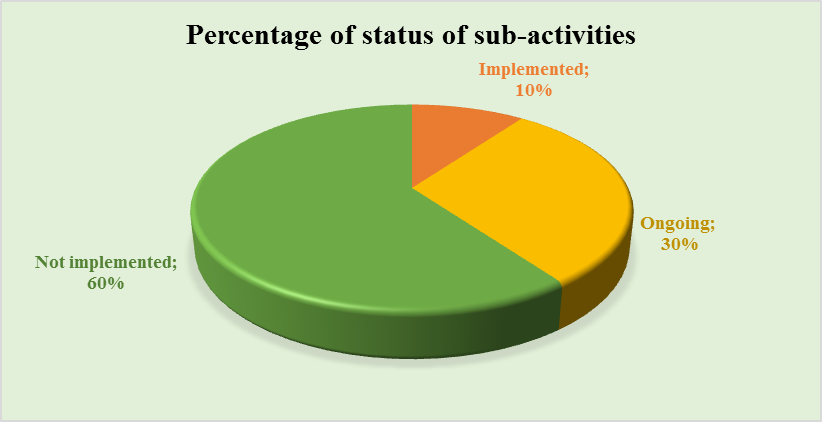 Percentage of status of sub-activities
Implemented;
10%
Ongoing;
30%
Not implemented;
60%